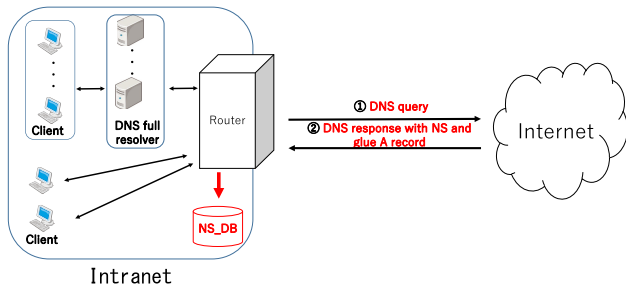 Client
DNS full
resolver
Router
① DNS query
② DNS response with NS and
glue A record
Internet
Client
NS_DB
Intranet